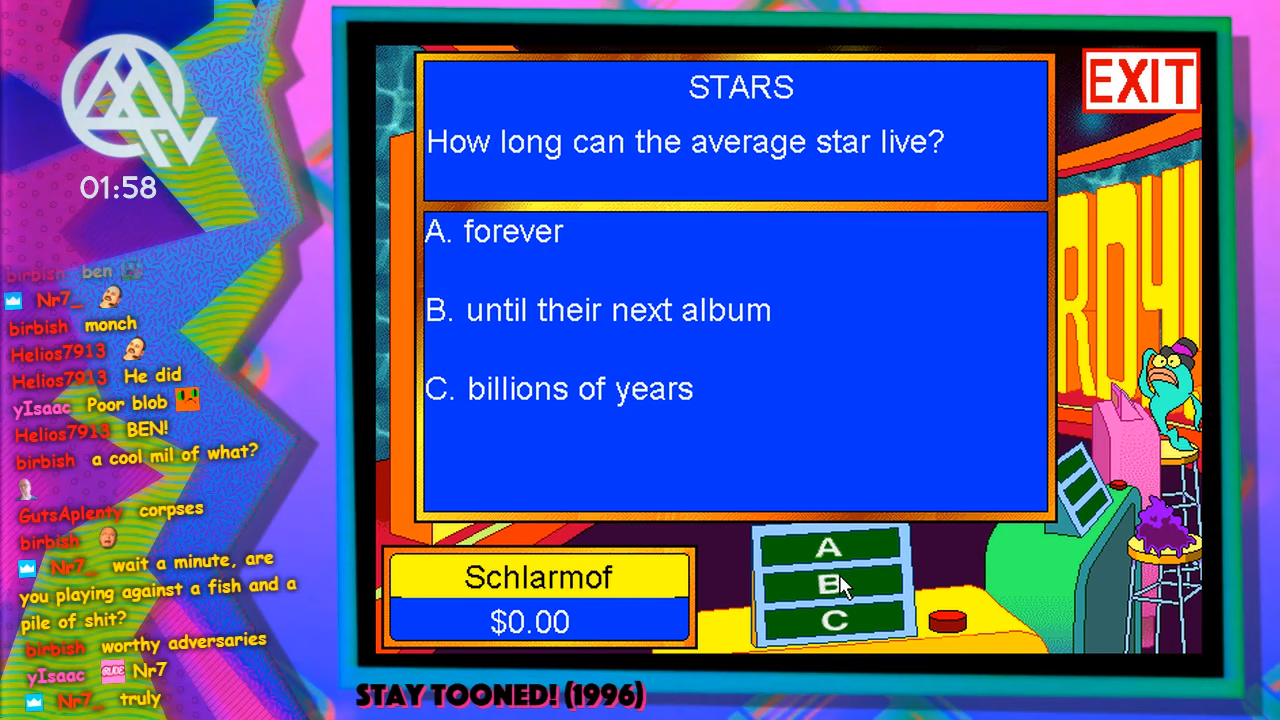 01:58
birbish ben
Nr7_
birbish monch
Helios7913
Helios7913 He did
yIsaac Poor blob
Helios7913 BEN!
birbish a cool mil of what?
GutsAplenty corpses
birbish
Nr7_ wait a minute, are
you playing against a fish and a
pile of shit?
birbish worthy adversaries
yIsaac RUDE Nr7
Nr7_ truly
STARS
How long can the average star live?
A. forever
B. until their next album
C. billions of years
EXIT
ROY
Schlarmof
$0.00
A
B
C
STAY TOONED! (1996)